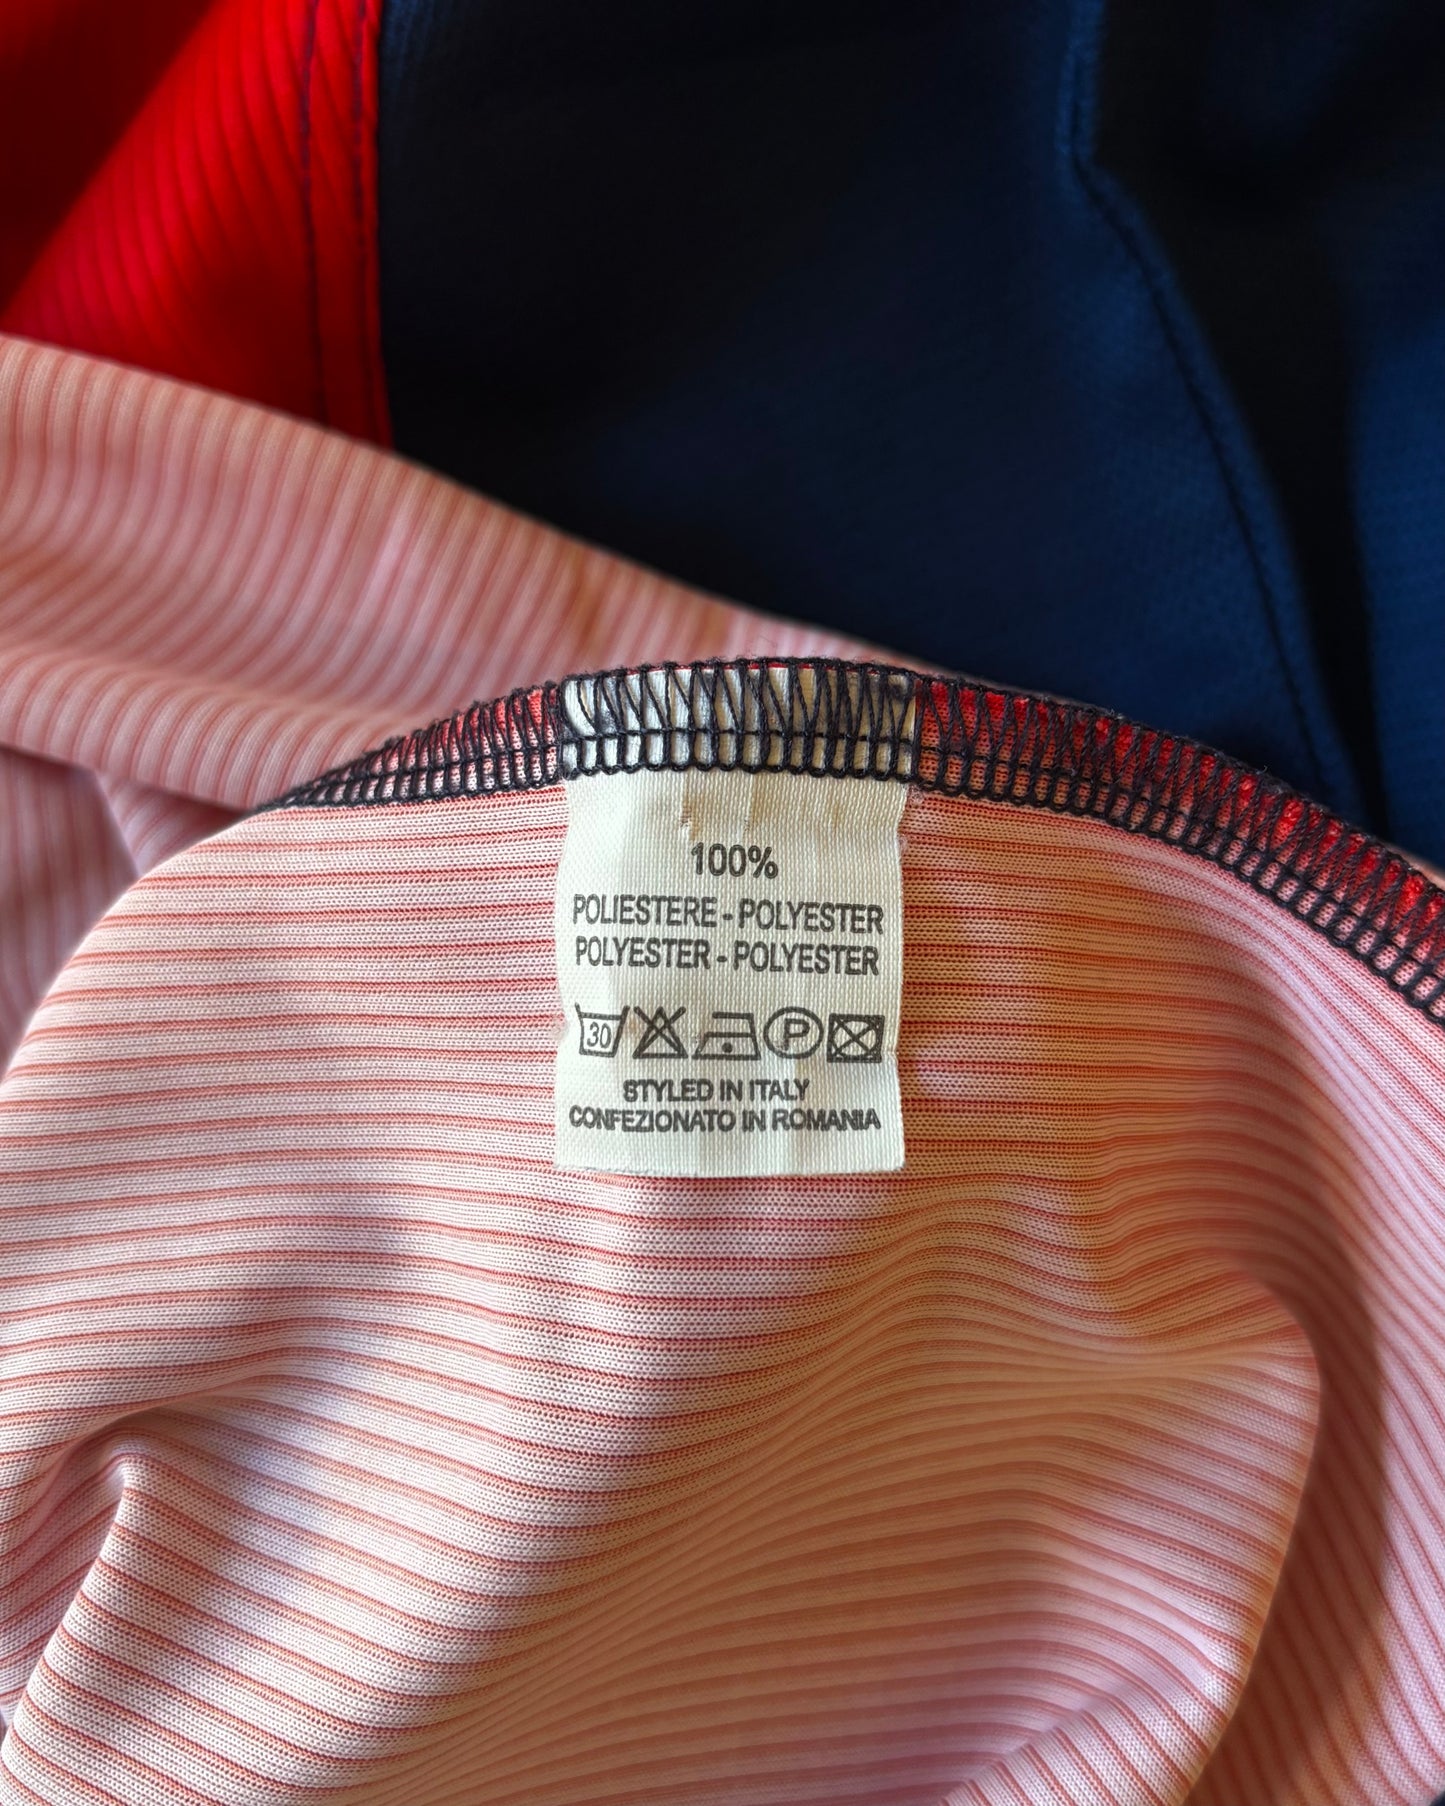 100%
POLIESTERE - POLYESTER
POLYESTER - POLYESTER
30 P
STYLED IN ITALY
CONFEZIONATO IN ROMANIA